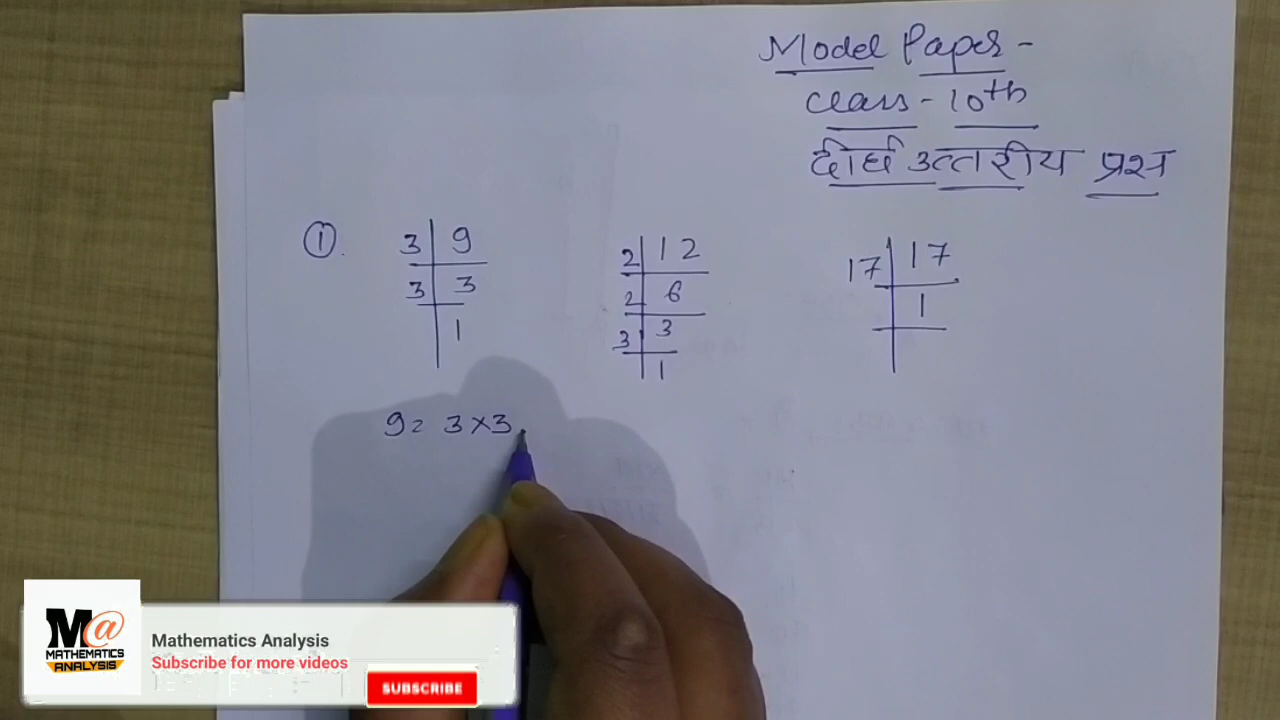 Model Paper -
Class - 10th
दीर्घ उत्तरीय प्रश्न
①.
3 | 9
3 | 3
1
2 | 12
2 | 6
3 | 3
1
17 | 17
1
9 = 3 × 3
M@
MATHEMATICS
ANALYSIS
Mathematics Analysis
Subscribe for more videos
SUBSCRIBE